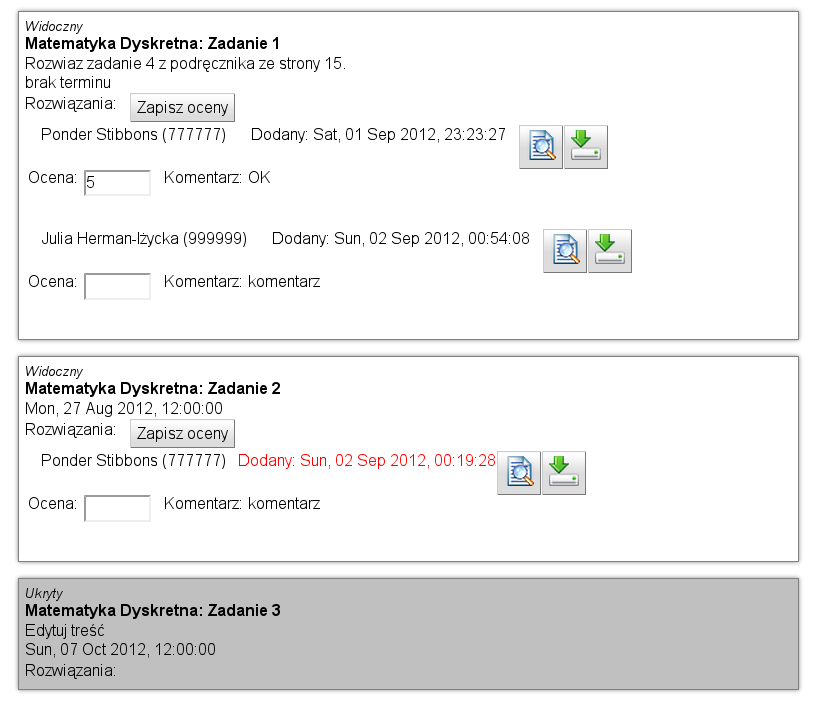 Widoczny
Matematyka Dyskretna: Zadanie 1
Rozwiaz zadanie 4 z podręcznika ze strony 15.
brak terminu
Rozwiązania: Zapisz oceny
Ponder Stibbons (777777) Dodany: Sat, 01 Sep 2012, 23:23:27
Ocena: 5 Komentarz: OK
Julia Herman-Iżycka (999999) Dodany: Sun, 02 Sep 2012, 00:54:08
Ocena: Komentarz: komentarz
Widoczny
Matematyka Dyskretna: Zadanie 2
Mon, 27 Aug 2012, 12:00:00
Rozwiązania: Zapisz oceny
Ponder Stibbons (777777) Dodany: Sun, 02 Sep 2012, 00:19:28
Ocena: Komentarz: komentarz
Ukryty
Matematyka Dyskretna: Zadanie 3
Edytuj treść
Sun, 07 Oct 2012, 12:00:00
Rozwiązania: